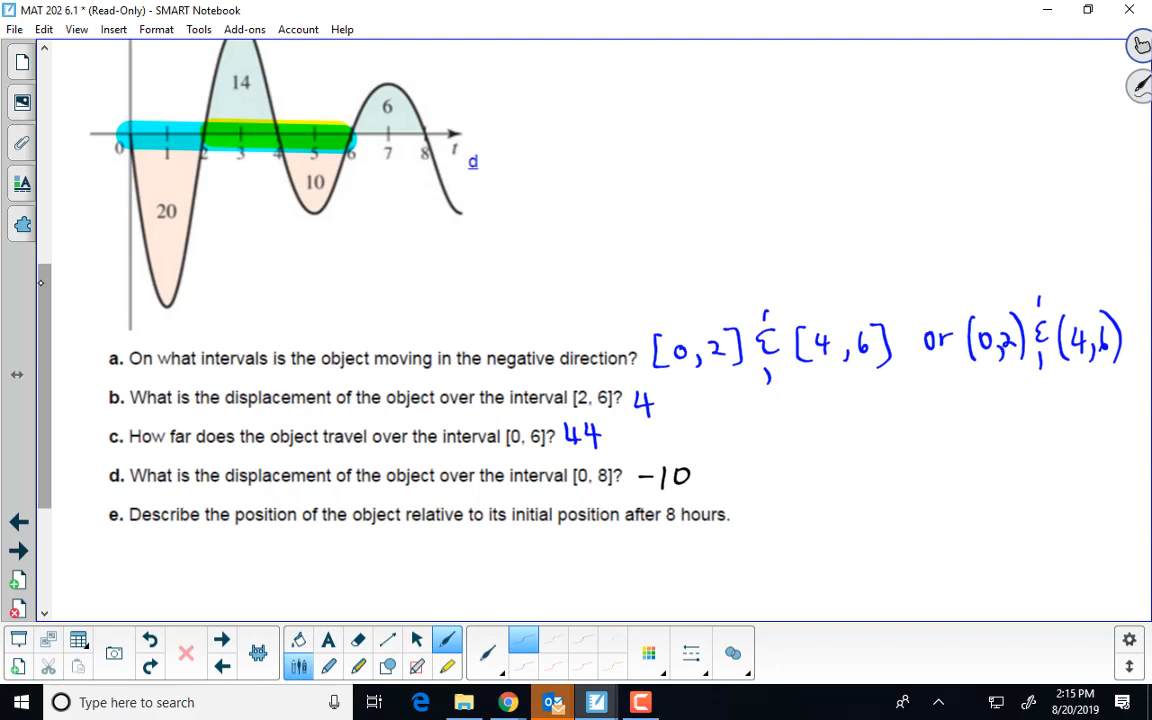 MAT 202 6.1 * (Read-Only) - SMART Notebook
File Edit View Insert Format Tools Add-ons Account Help
14
6
0 1 2 3 4 5 6 7 8 t
d
10
20
a. On what intervals is the object moving in the negative direction? [0,2] & [4,6] or (0,2) & (4,6)
b. What is the displacement of the object over the interval [2, 6]? 4
c. How far does the object travel over the interval [0, 6]? 44
d. What is the displacement of the object over the interval [0, 8]? -10
e. Describe the position of the object relative to its initial position after 8 hours.
Type here to search
2:15 PM
8/20/2019